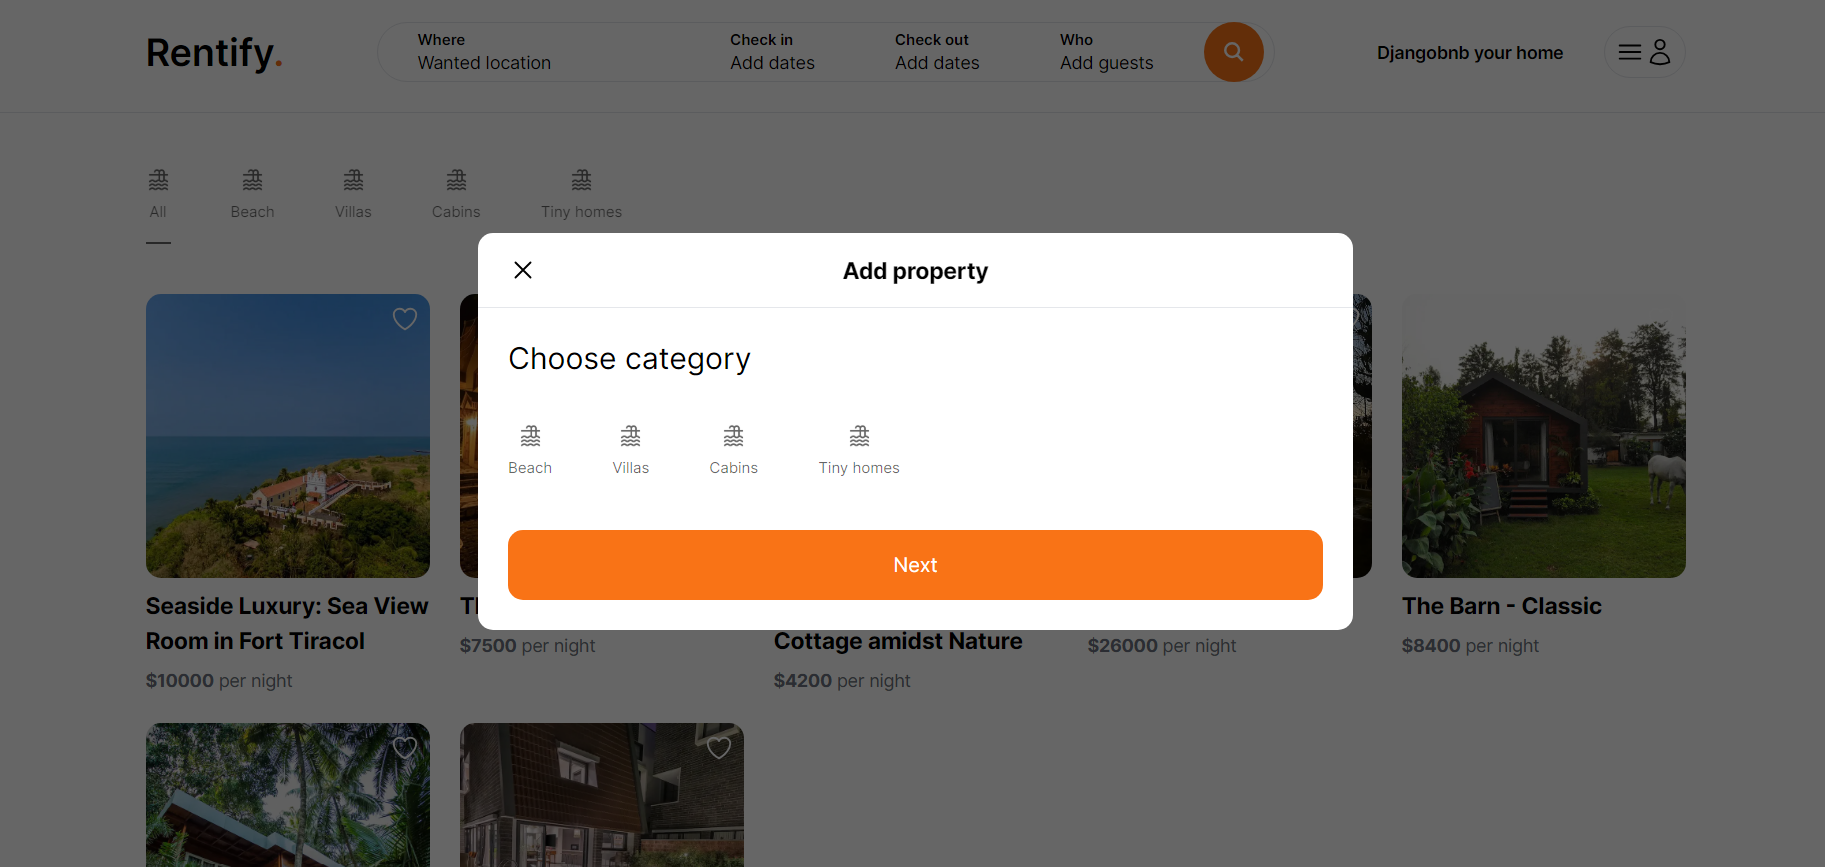 Rentify.
Where
Wanted location
Check in
Add dates
Check out
Add dates
Who
Add guests
Djangobnb your home
All
Beach
Villas
Cabins
Tiny homes
Add property
Choose category
Beach
Villas
Cabins
Tiny homes
Next
Seaside Luxury: Sea View
Room in Fort Tiracol
$10000 per night
$7500 per night
Cottage amidst Nature
$4200 per night
$26000 per night
The Barn - Classic
$8400 per night